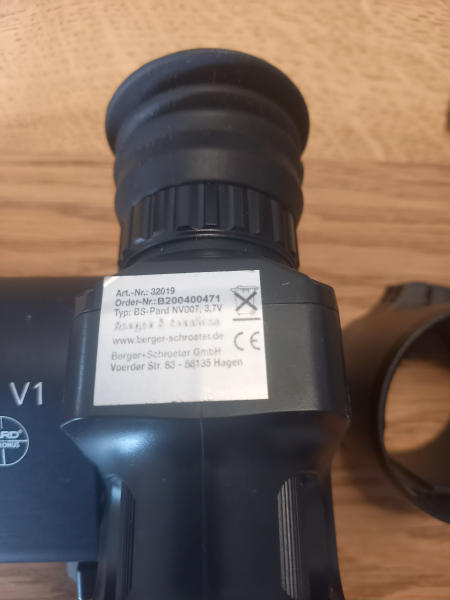 Art.-Nr.: 32019
Order-Nr.: B200400471
Typ: BS-Pard NV007, 3,7V
www.berger-schroeter.de
Berger+Schroeter GmbH
Voerder Str. 83 - 58135 Hagen
CE
V1